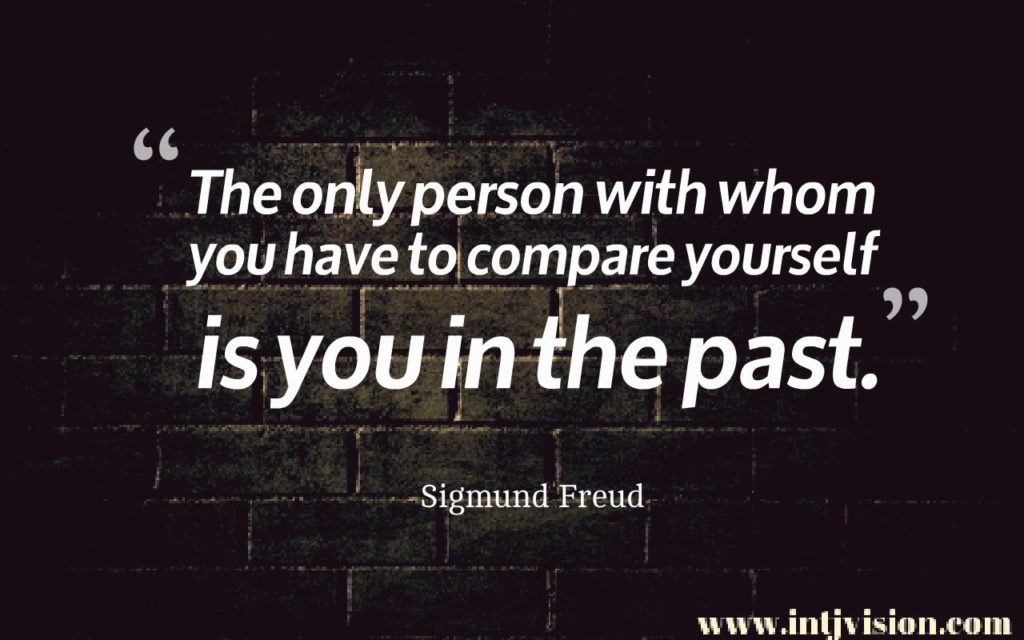 “The only person with whom
you have to compare yourself
is you in the past.”
Sigmund Freud
www.intjvision.com